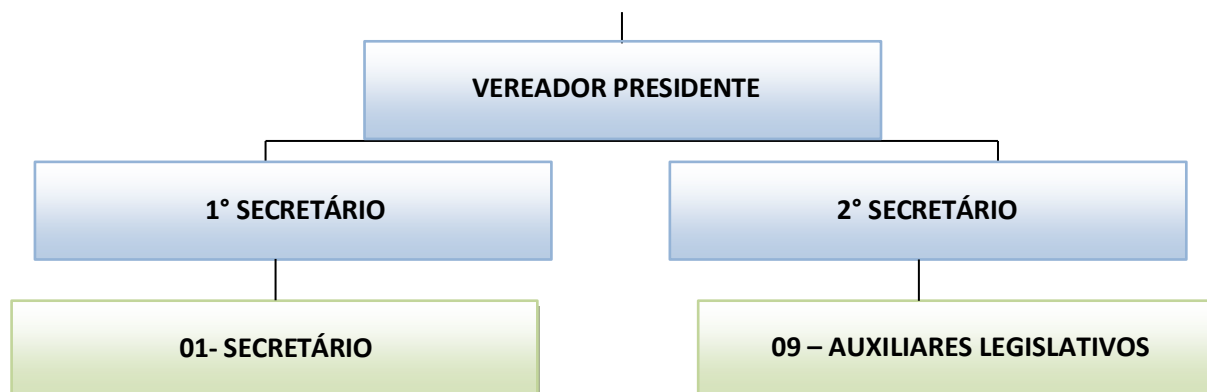 VEREADOR PRESIDENTE
1° SECRETÁRIO
2° SECRETÁRIO
01- SECRETÁRIO
09 – AUXILIARES LEGISLATIVOS